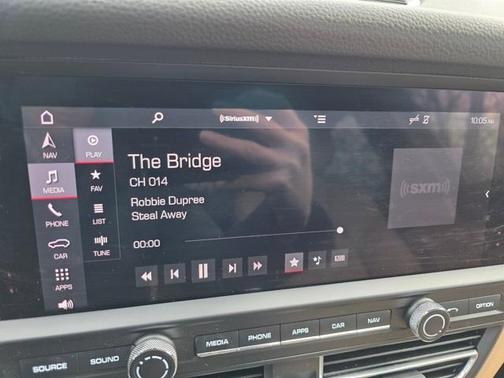 ((SiriusXM))
10:05 AM
NAV
PLAY
MEDIA
FAV
PHONE
LIST
CAR
TUNE
APPS
The Bridge
CH 014
Robbie Dupree
Steal Away
00:00
((sxm))
SOURCE
SOUND
MEDIA
PHONE
APPS
CAR
NAV
OPTION